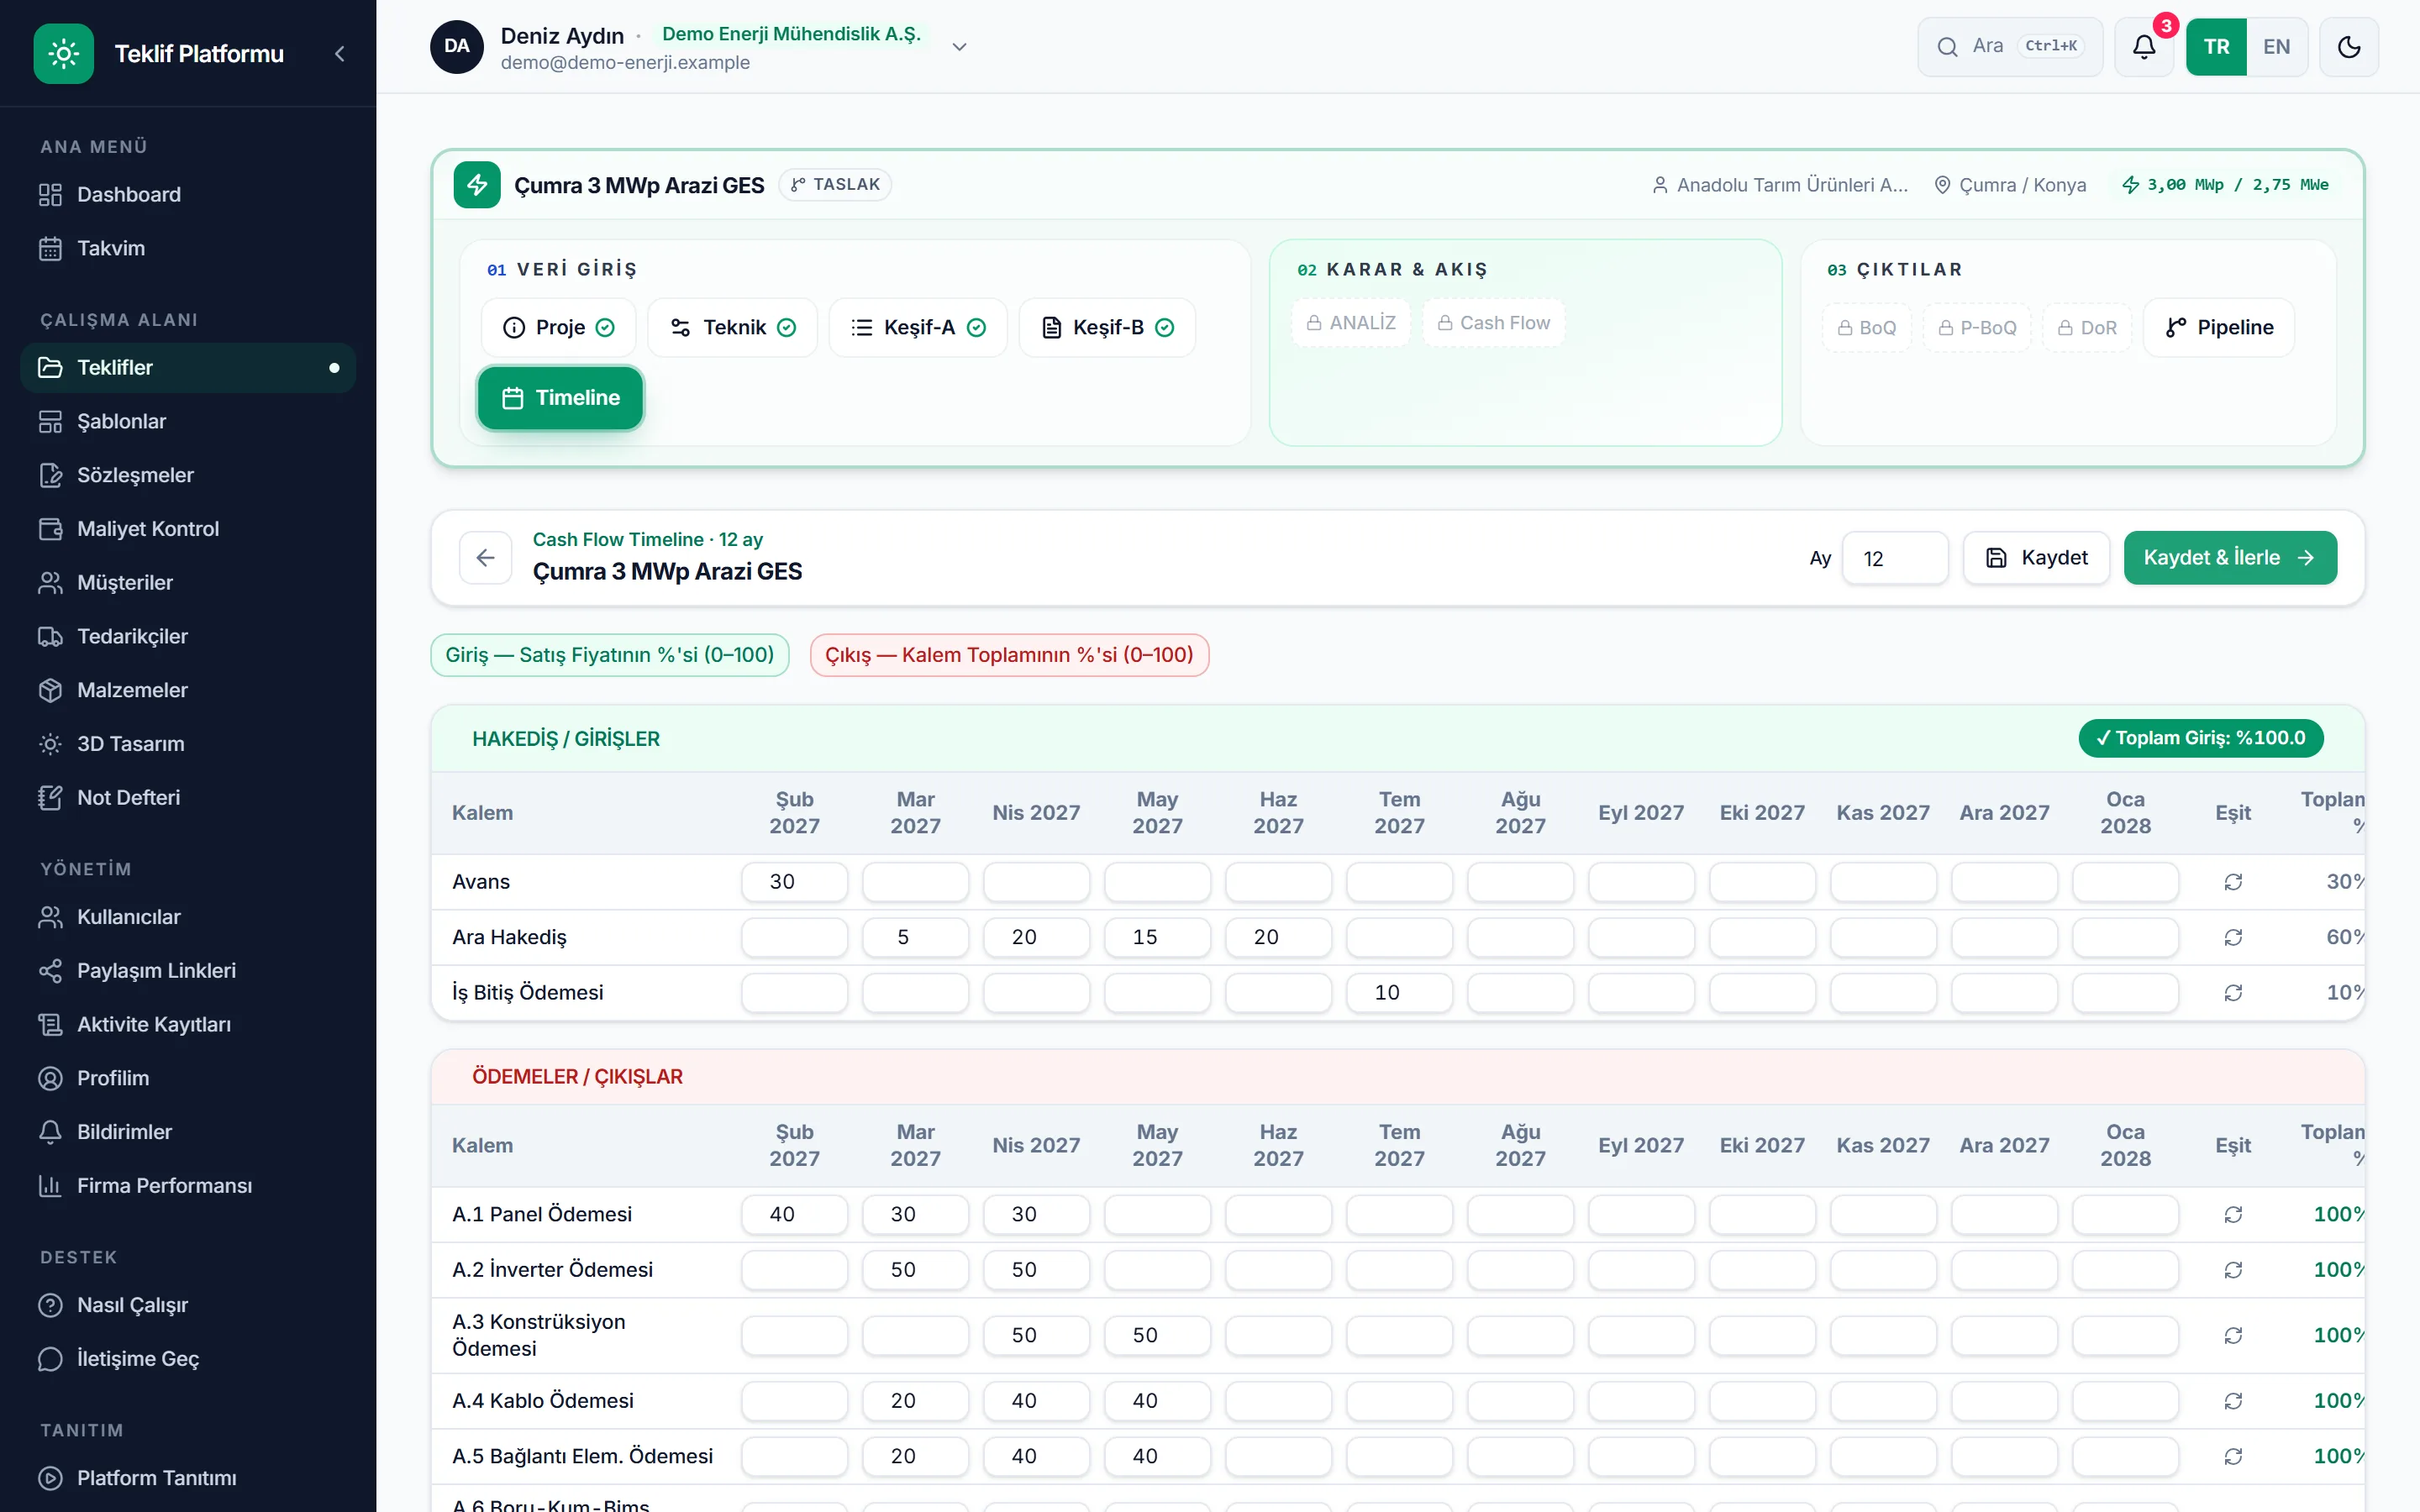 Teklif Platformu
ANA MENÜ
Dashboard
Takvim
ÇALIŞMA ALANI
Teklifler
Şablonlar
Sözleşmeler
Maliyet Kontrol
Müşteriler
Tedarikçiler
Malzemeler
3D Tasarım
Not Defteri
YÖNETİM
Kullanıcılar
Paylaşım Linkleri
Aktivite Kayıtları
Profilim
Bildirimler
Firma Performansı
DESTEK
Nasıl Çalışır
İletişime Geç
TANITIM
Platform Tanıtımı
DA
Deniz Aydın · Demo Enerji Mühendislik A.Ş.
demo@demo-enerji.example
Ara Ctrl+K
3
TR EN
Çumra 3 MWp Arazi GES TASLAK
Anadolu Tarım Ürünleri A... Çumra / Konya 3,00 MWp / 2,75 MWe
01 VERİ GİRİŞ
Proje Teknik Keşif-A Keşif-B
Timeline
02 KARAR & AKIŞ
ANALİZ Cash Flow
03 ÇIKTILAR
BoQ P-BoQ DoR Pipeline
Cash Flow Timeline · 12 ay
Çumra 3 MWp Arazi GES
Ay 12 Kaydet Kaydet & İlerle
Giriş — Satış Fiyatının %'si (0–100) Çıkış — Kalem Toplamının %'si (0–100)
HAKEDİŞ / GİRİŞLER ✓ Toplam Giriş: %100.0
Kalem Şub 2027 Mar 2027 Nis 2027 May 2027 Haz 2027 Tem 2027 Ağu 2027 Eyl 2027 Eki 2027 Kas 2027 Ara 2027 Oca 2028 Eşit Toplam %
Avans 30 30%
Ara Hakediş 5 20 15 20 60%
İş Bitiş Ödemesi 10 10%
ÖDEMELER / ÇIKIŞLAR
Kalem Şub 2027 Mar 2027 Nis 2027 May 2027 Haz 2027 Tem 2027 Ağu 2027 Eyl 2027 Eki 2027 Kas 2027 Ara 2027 Oca 2028 Eşit Toplam %
A.1 Panel Ödemesi 40 30 30 100%
A.2 İnverter Ödemesi 50 50 100%
A.3 Konstrüksiyon Ödemesi 50 50 100%
A.4 Kablo Ödemesi 20 40 40 100%
A.5 Bağlantı Elem. Ödemesi 20 40 40 100%
A.6 Boru-Kum-Bims